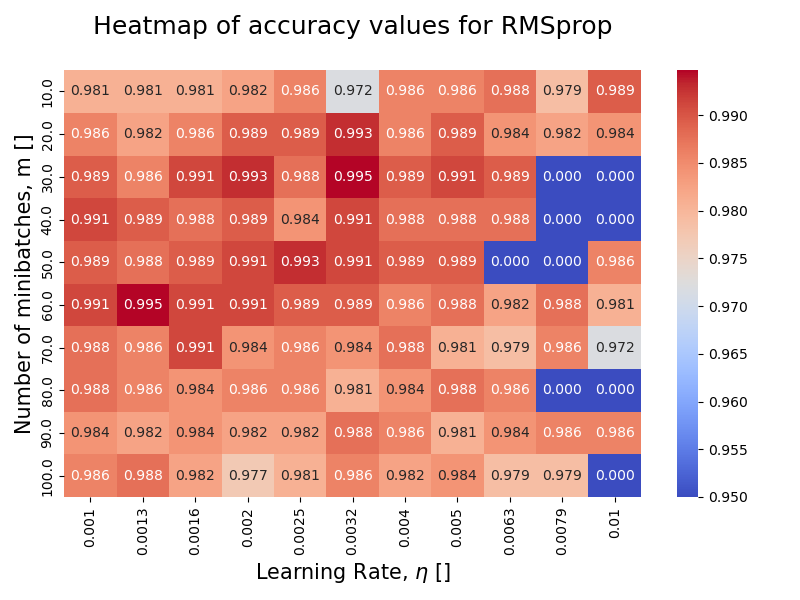 Heatmap of accuracy values for RMSprop
Number of minibatches, m []
10.0 0.981 0.981 0.981 0.982 0.986 0.972 0.986 0.986 0.988 0.979 0.989
20.0 0.986 0.982 0.986 0.989 0.989 0.993 0.986 0.989 0.984 0.982 0.984
30.0 0.989 0.986 0.991 0.993 0.988 0.995 0.989 0.991 0.989 0.000 0.000
40.0 0.991 0.989 0.988 0.989 0.984 0.991 0.988 0.988 0.988 0.000 0.000
50.0 0.989 0.988 0.989 0.991 0.993 0.991 0.989 0.989 0.000 0.000 0.986
60.0 0.991 0.995 0.991 0.991 0.989 0.989 0.986 0.988 0.982 0.988 0.981
70.0 0.988 0.986 0.991 0.984 0.986 0.984 0.988 0.981 0.979 0.986 0.972
80.0 0.988 0.986 0.984 0.986 0.986 0.981 0.984 0.988 0.986 0.000 0.000
90.0 0.984 0.982 0.984 0.982 0.982 0.988 0.986 0.981 0.984 0.986 0.986
100.0 0.986 0.988 0.982 0.977 0.981 0.986 0.982 0.984 0.979 0.979 0.000
0.001 0.0013 0.0016 0.002 0.0025 0.0032 0.004 0.005 0.0063 0.0079 0.01
Learning Rate, η []
0.990
0.985
0.980
0.975
0.970
0.965
0.960
0.955
0.950